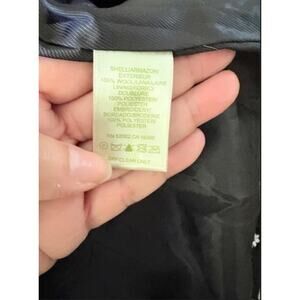 SHELL/ARMAZON
EXTERIEUR
100% WOOL/LANA/LAINE
LINING/FORRO/
DOUBLURE
100% POLYESTER/
POLIESTER
EMBROIDERY/
BORDADO/BRODERIE
100% POLYESTER/
POLIESTER
RN
CA
DRY CLEAN ONLY